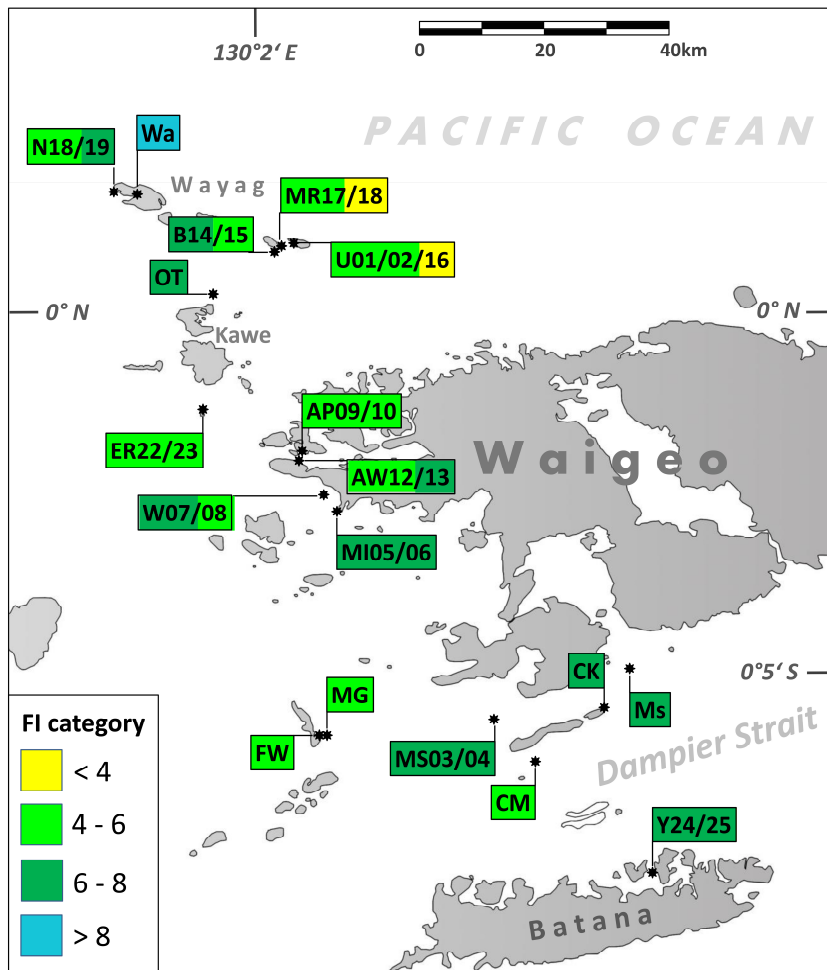 130°2‘ E
0 20 40km
PACIFIC OCEAN
N18/19
Wa
Wayag
MR17/18
B14/15
U01/02/16
OT
0° N
0° N
Kawe
AP09/10
ER22/23
Waigeo
AW12/13
W07/08
MI05/06
CK
0°5‘ S
MG
Ms
FW
MS03/04
Dampier Strait
CM
Y24/25
Batana
FI category
< 4
4 - 6
6 - 8
> 8